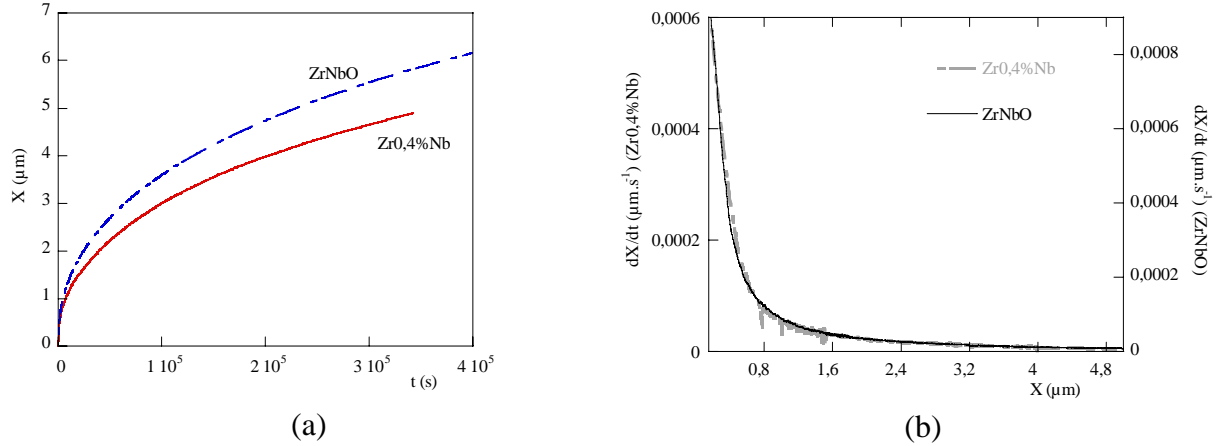 7
6
5
4
3
2
1
0
X (µm)
ZrNbO
Zr0,4%Nb
0
1 10⁵
2 10⁵
3 10⁵
4 10⁵
t (s)
(a)
0,0006
0,0004
0,0002
0
dX/dt (µm.s⁻¹) (Zr0,4%Nb)
Zr0,4%Nb
ZrNbO
0,0008
0,0006
0,0004
0,0002
0
dX/dt (µm.s⁻¹) (ZrNbO)
0,8
1,6
2,4
3,2
4
4,8
X (µm)
(b)